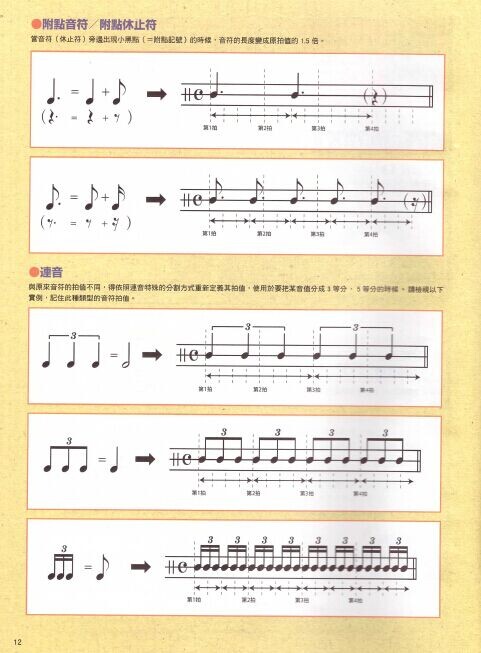 ●附點音符／附點休止符
當音符（休止符）旁邊出現小黑點（＝附點記號）的時候，音符的長度變成原拍值的 1.5 倍。
第1拍 第2拍 第3拍 第4拍
第1拍 第2拍 第3拍 第4拍
●連音
與原來音符的拍值不同，得依照連音特殊的分割方式重新定義其拍值，使用於要把某音值分成 3 等分、5 等分的時候。請檢視以下
實例，記住此種類型的音符拍值。
3 3 3
第1拍 第2拍 第3拍 第4拍
3 3 3 3 3
第1拍 第2拍 第3拍 第4拍
3 3 3 3 3 3 3 3 3
第1拍 第2拍 第3拍 第4拍
12